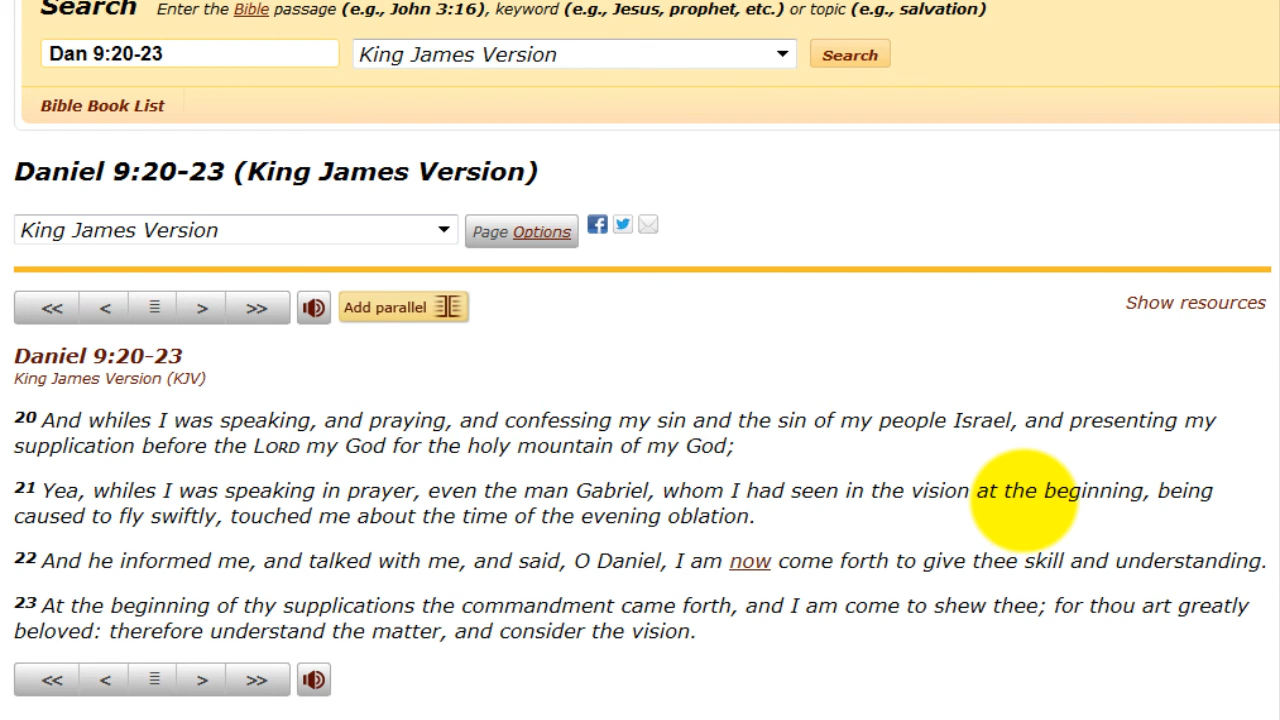 Search Enter the Bible passage (e.g., John 3:16), keyword (e.g., Jesus, prophet, etc.) or topic (e.g., salvation)
Dan 9:20-23 King James Version Search
Bible Book List
Daniel 9:20-23 (King James Version)
King James Version Page Options
<< < > >> Add parallel Show resources
Daniel 9:20-23
King James Version (KJV)
20 And whiles I was speaking, and praying, and confessing my sin and the sin of my people Israel, and presenting my
supplication before the LORD my God for the holy mountain of my God;
21 Yea, whiles I was speaking in prayer, even the man Gabriel, whom I had seen in the vision at the beginning, being
caused to fly swiftly, touched me about the time of the evening oblation.
22 And he informed me, and talked with me, and said, O Daniel, I am now come forth to give thee skill and understanding.
23 At the beginning of thy supplications the commandment came forth, and I am come to shew thee; for thou art greatly
beloved: therefore understand the matter, and consider the vision.
<< < > >>